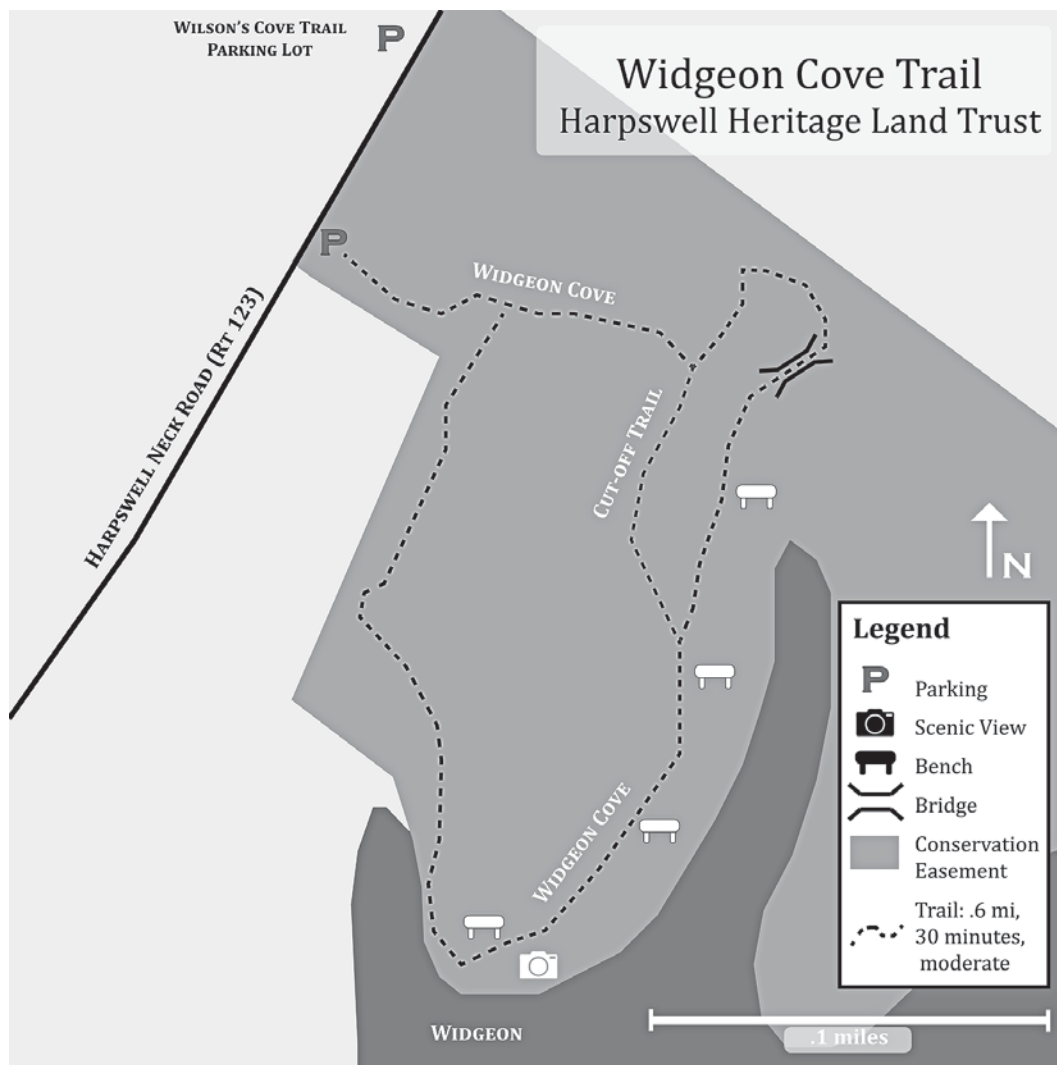 WILSON'S COVE TRAIL
PARKING LOT
P
Widgeon Cove Trail
Harpswell Heritage Land Trust
P
WIDGEON COVE
HARPSWELL NECK ROAD (RT 123)
CUT-OFF TRAIL
N
WIDGEON COVE
WIDGEON
Legend
P Parking
Scenic View
Bench
Bridge
Conservation
Easement
Trail: .6 mi,
30 minutes,
moderate
.1 miles